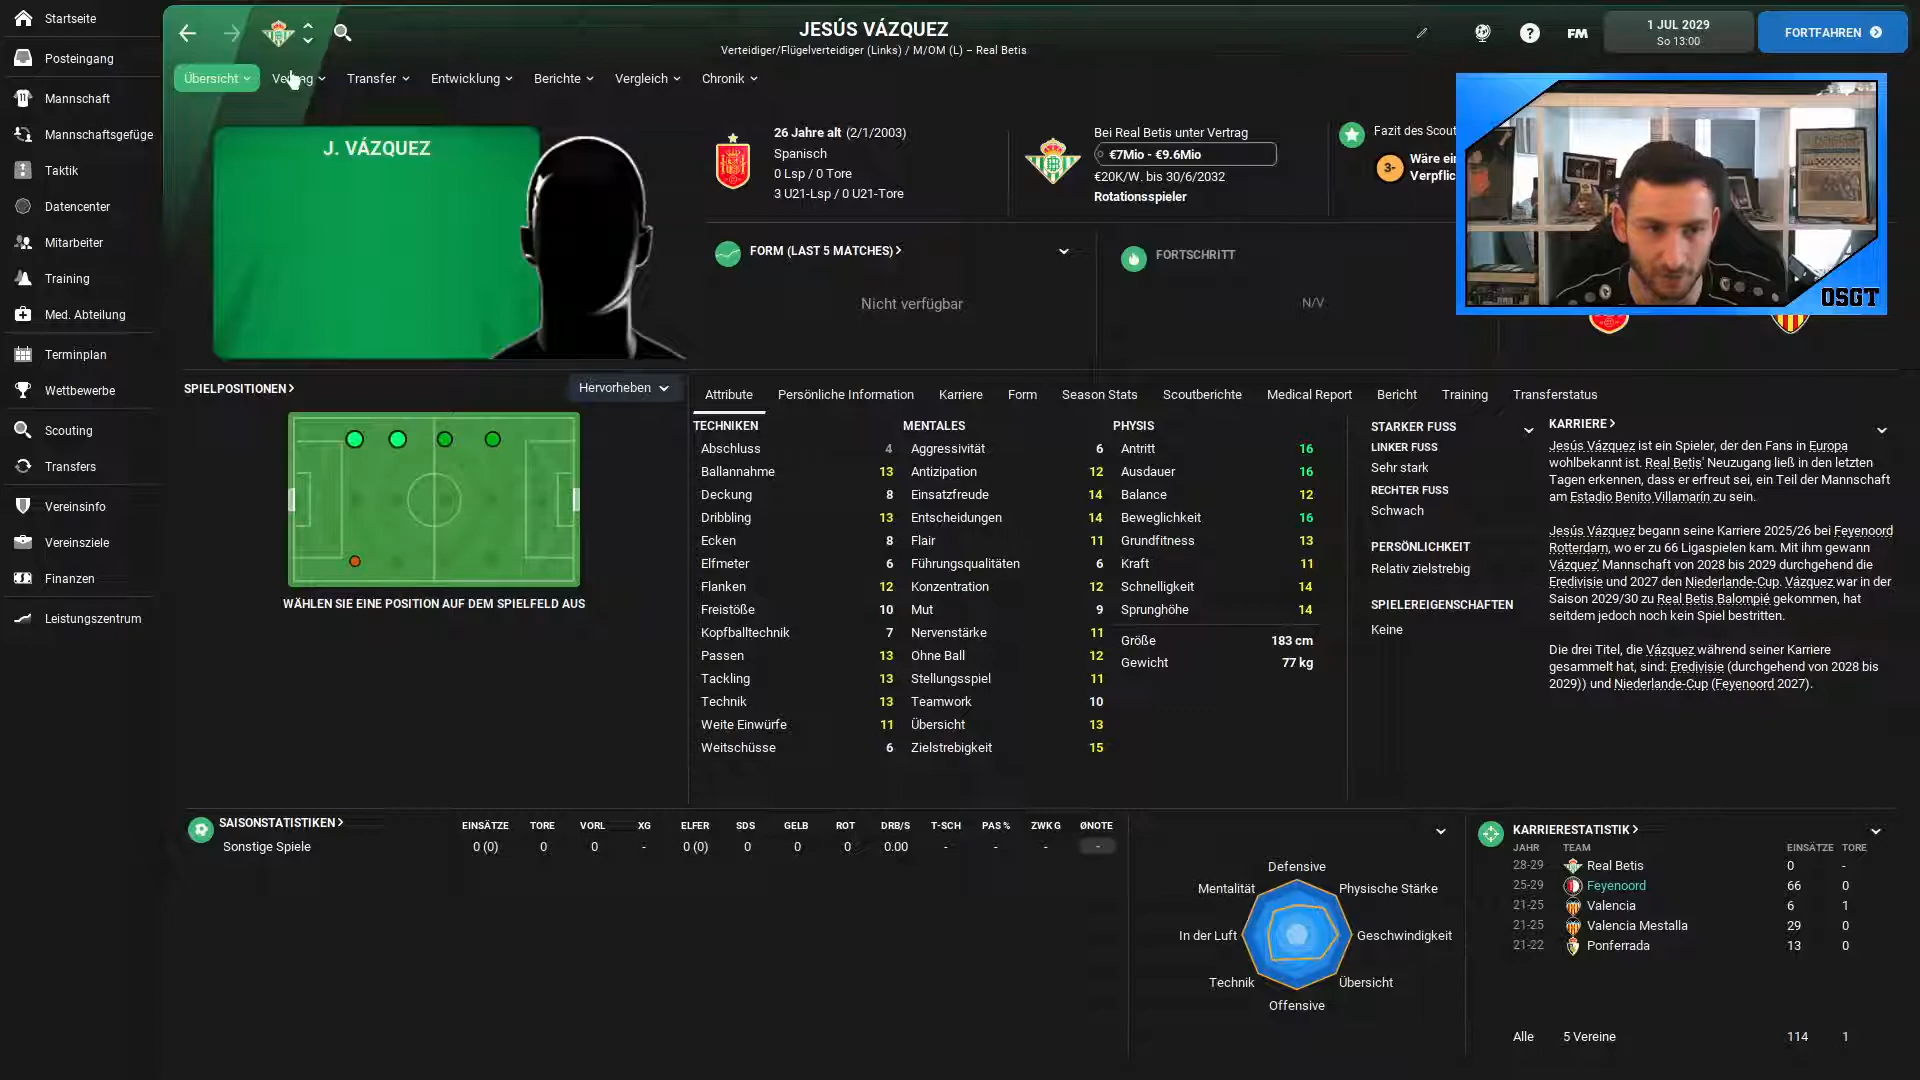 Startseite
Posteingang
Mannschaft
Mannschaftsgefüge
Taktik
Datencenter
Mitarbeiter
Training
Med. Abteilung
Terminplan
Wettbewerbe
Scouting
Transfers
Vereinsinfo
Vereinsziele
Finanzen
Leistungszentrum
JESÚS VÁZQUEZ
Verteidiger/Flügelverteidiger (Links) / M/OM (L) – Real Betis
FM
1 JUL 2029
So 13:00
FORTFAHREN
Übersicht
Transfer
Entwicklung
Berichte
Vergleich
Chronik
J. VÁZQUEZ
26 Jahre alt (2/1/2003)
Spanisch
0 Lsp / 0 Tore
3 U21-Lsp / 0 U21-Tore
Bei Real Betis unter Vertrag
€7Mio - €9.6Mio
€20K/W. bis 30/6/2032
Rotationsspieler
Fazit des Scout
3-
Wäre
OSGT
FORM (LAST 5 MATCHES)
Nicht verfügbar
FORTSCHRITT
N/V
SPIELPOSITIONEN
Hervorheben
WÄHLEN SIE EINE POSITION AUF DEM SPIELFELD AUS
Attribute
Persönliche Information
Karriere
Form
Season Stats
Scoutberichte
Medical Report
Bericht
Training
Transferstatus
TECHNIKEN
Abschluss 4
Ballannahme 13
Deckung 8
Dribbling 13
Ecken 8
Elfmeter 6
Flanken 12
Freistöße 10
Kopfballtechnik 7
Passen 13
Tackling 13
Technik 13
Weite Einwürfe 11
Weitschüsse 6
MENTALES
Aggressivität 6
Antizipation 12
Einsatzfreude 14
Entscheidungen 14
Flair 11
Führungsqualitäten 6
Konzentration 12
Mut 9
Nervenstärke 11
Ohne Ball 12
Stellungsspiel 11
Teamwork 10
Übersicht 13
Zielstrebigkeit 15
PHYSIS
Antritt 16
Ausdauer 16
Balance 12
Beweglichkeit 16
Grundfitness 13
Kraft 11
Schnelligkeit 14
Sprunghöhe 14
Größe 183 cm
Gewicht 77 kg
STARKER FUSS
LINKER FUSS
Sehr stark
RECHTER FUSS
Schwach
PERSÖNLICHKEIT
Relativ zielstrebig
SPIELEREIGENSCHAFTEN
Keine
KARRIERE
Jesús Vázquez ist ein Spieler, der den Fans in Europa
wohlbekannt ist. Real Betis' Neuzugang ließ in den letzten
Tagen erkennen, dass er erfreut sei, ein Teil der Mannschaft
am Estadio Benito Villamarín zu sein.
Jesús Vázquez begann seine Karriere 2025/26 bei Feyenoord
Rotterdam, wo er zu 66 Ligaspielen kam. Mit ihm gewann
Vázquez' Mannschaft von 2028 bis 2029 durchgehend die
Eredivisie und 2027 den Niederlande-Cup. Vázquez war in der
Saison 2029/30 zu Real Betis Balompié gekommen, hat
seitdem jedoch noch kein Spiel bestritten.
Die drei Titel, die Vázquez während seiner Karriere
gesammelt hat, sind: Eredivisie (durchgehend von 2028 bis
2029)) und Niederlande-Cup (Feyenoord 2027).
SAISONSTATISTIKEN EINSÄTZE TORE VORL XG ELFER SDS GELB ROT DRB/S T-SCH PAS % ZWK G ØNOTE
Sonstige Spiele 0 (0) 0 0 - 0 (0) 0 0 0 0.00 - - - -
Defensive
Mentalität
Physische Stärke
In der Luft
Geschwindigkeit
Technik
Übersicht
Offensive
KARRIERESTATISTIK
JAHR TEAM EINSÄTZE TORE
28-29 Real Betis 0 -
25-29 Feyenoord 66 0
21-25 Valencia 6 1
21-25 Valencia Mestalla 29 0
21-22 Ponferrada 13 0
Alle 5 Vereine 114 1